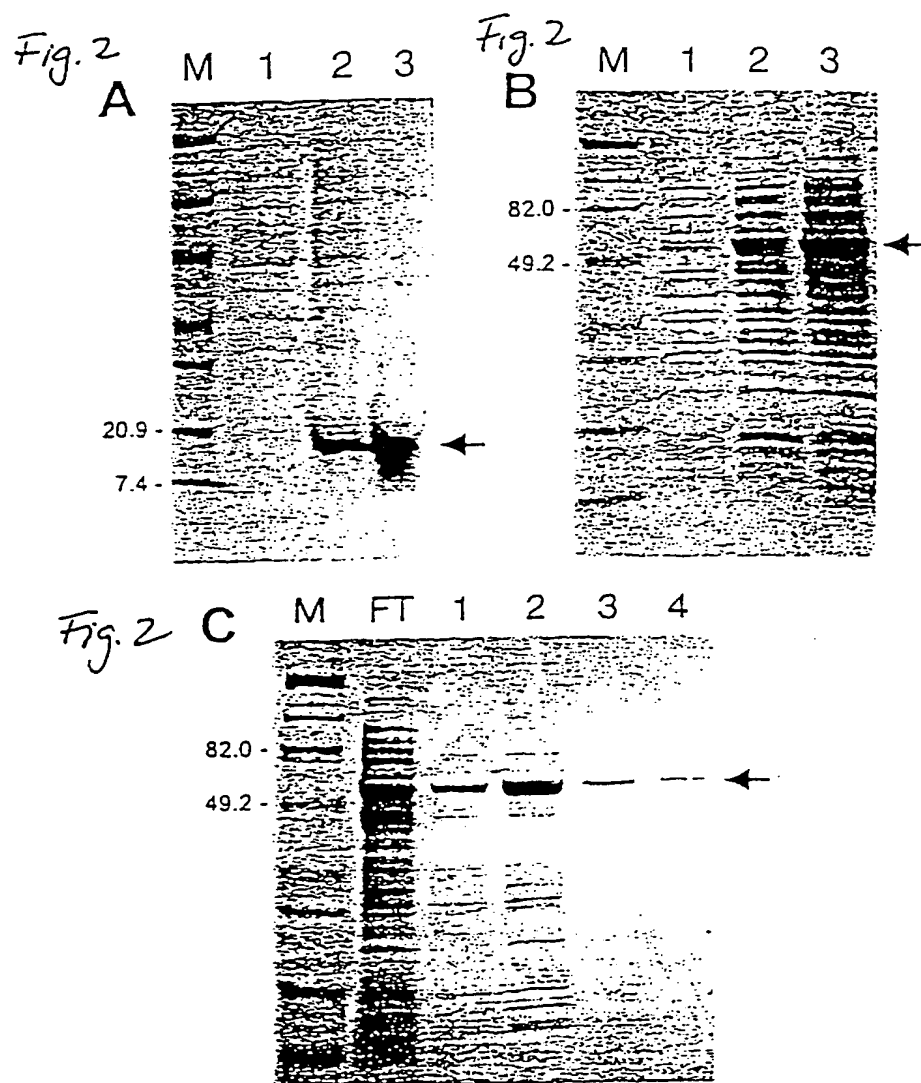 Fig. 2
A
M 1 2 3
20.9 -
7.4 -
Fig. 2
B
M 1 2 3
82.0 -
49.2 -
Fig. 2 C
M FT 1 2 3 4
82.0 -
49.2 -